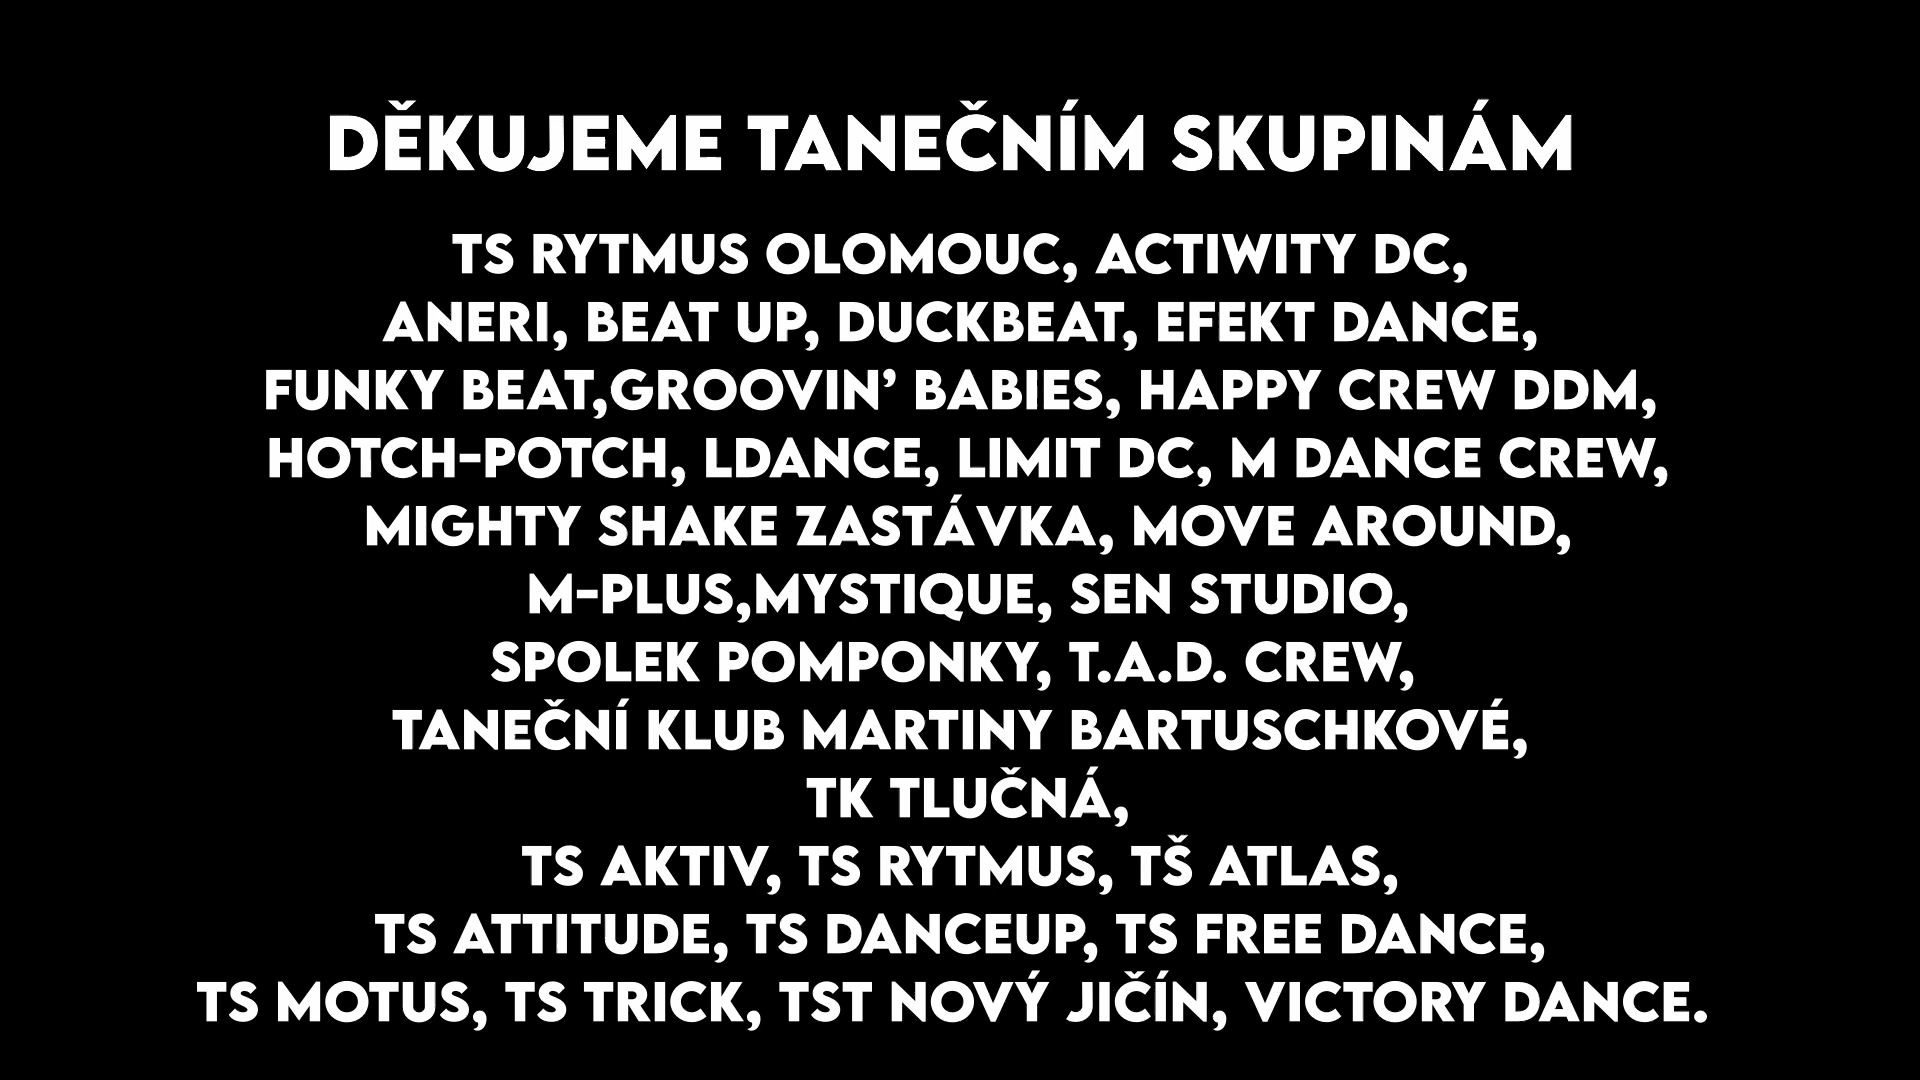 DĚKUJEME TANEČNÍM SKUPINÁM
TS RYTMUS OLOMOUC, ACTIWITY DC,
ANERI, BEAT UP, DUCKBEAT, EFEKT DANCE,
FUNKY BEAT,GROOVIN’ BABIES, HAPPY CREW DDM,
HOTCH-POTCH, LDANCE, LIMIT DC, M DANCE CREW,
MIGHTY SHAKE ZASTÁVKA, MOVE AROUND,
M-PLUS,MYSTIQUE, SEN STUDIO,
SPOLEK POMPONKY, T.A.D. CREW,
TANEČNÍ KLUB MARTINY BARTUSCHKOVÉ,
TK TLUČNÁ,
TS AKTIV, TS RYTMUS, TŠ ATLAS,
TS ATTITUDE, TS DANCEUP, TS FREE DANCE,
TS MOTUS, TS TRICK, TST NOVÝ JIČÍN, VICTORY DANCE.